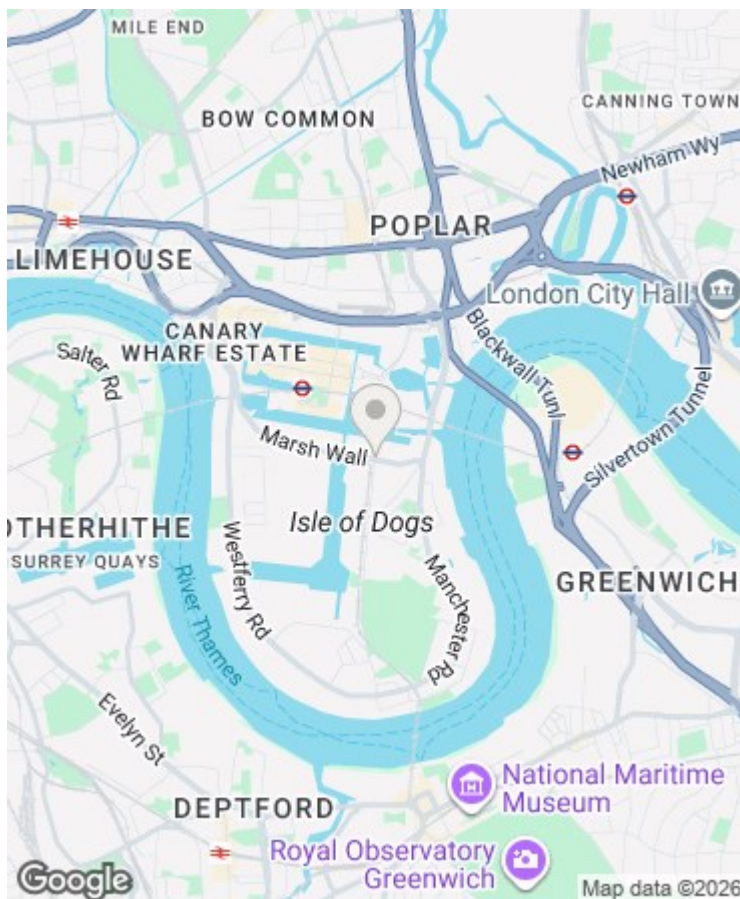 MILE END
BOW COMMON
CANNING TOWN
Newham Wy
POPLAR
LIMEHOUSE
London City Hall
CANARY
WHARF ESTATE
Blackwall Tunl
Salter Rd
Silvertown Tunnel
Marsh Wall
OTHERHITHE
SURREY QUAYS
Isle of Dogs
Westferry Rd
River Thames
Manchester Rd
GREENWICH
Evelyn St
DEPTFORD
National Maritime
Museum
Royal Observatory
Greenwich
Google
Map data ©2026